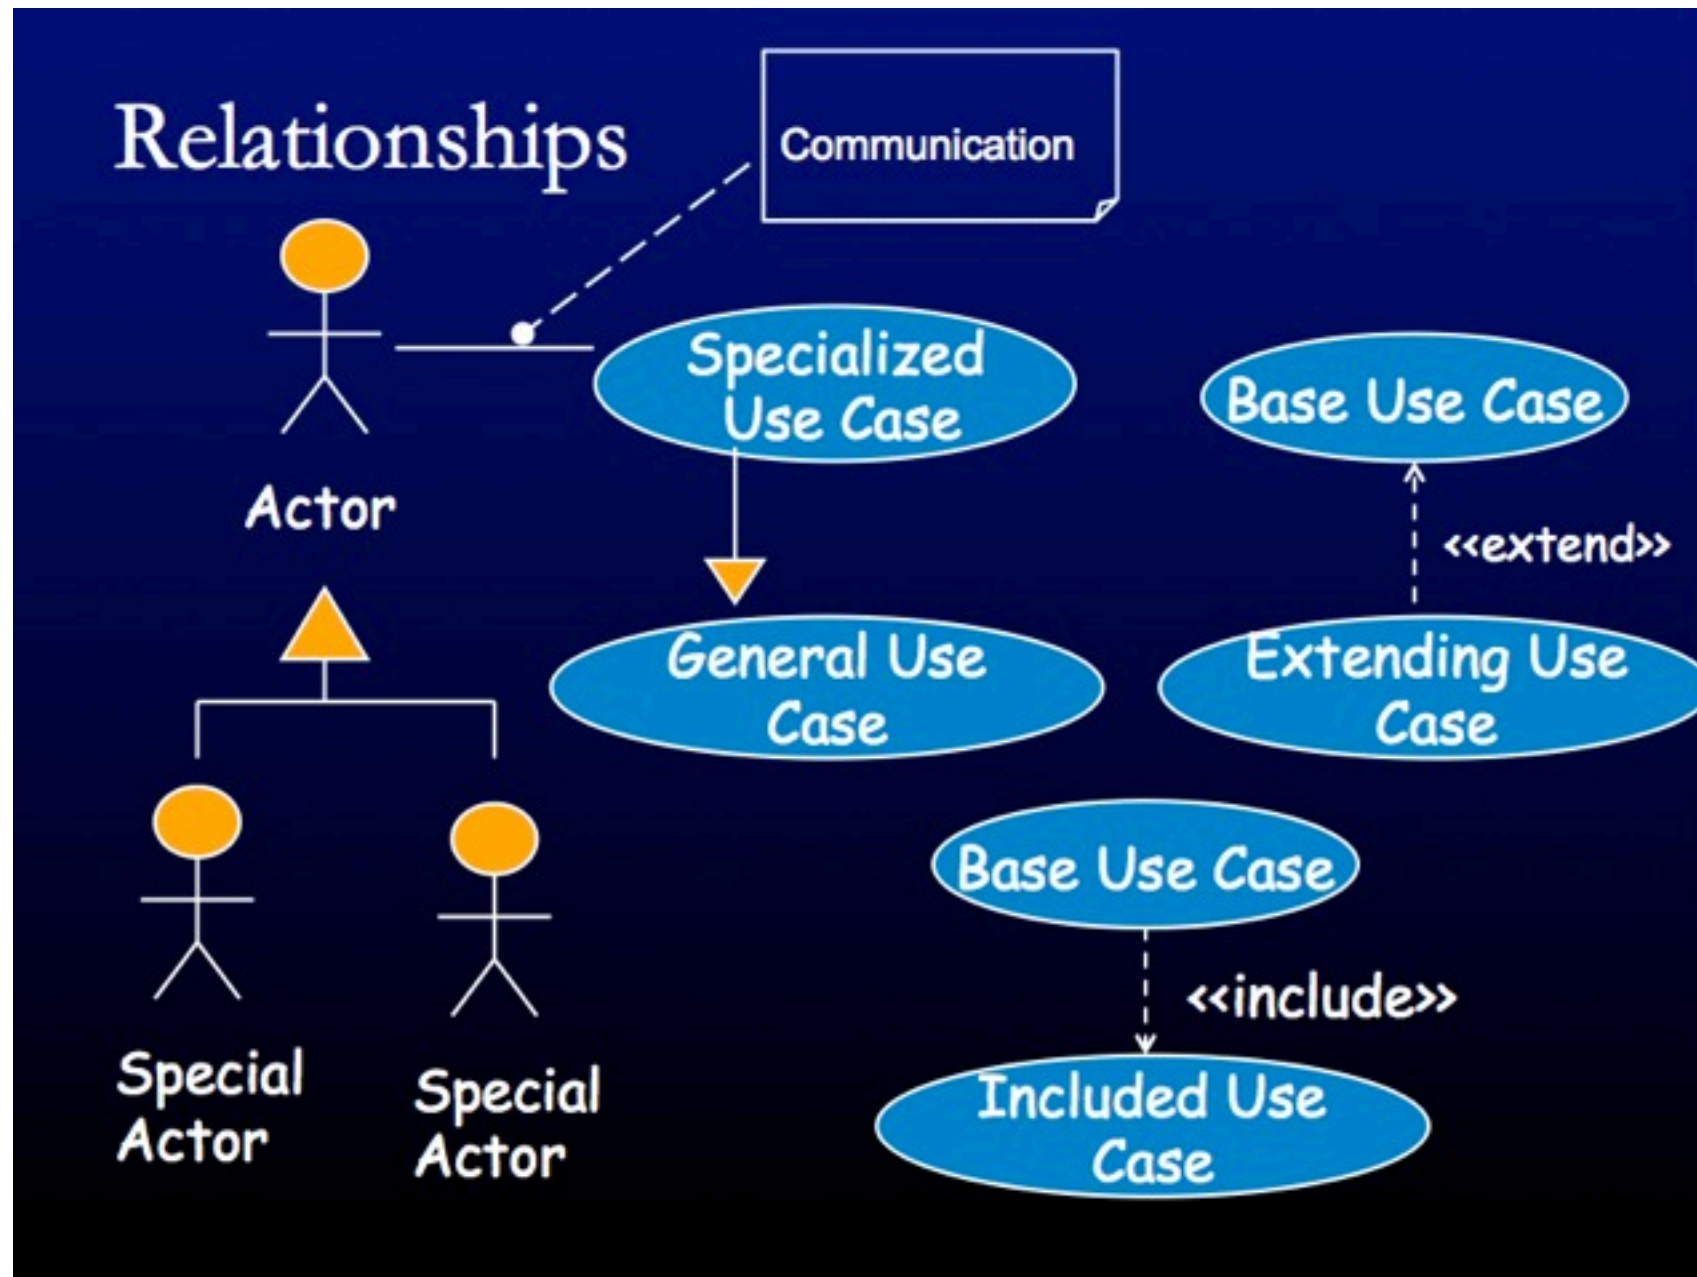 Relationships
Communication
Actor
Specialized
Use Case
Base Use Case
<<extend>>
General Use
Case
Extending Use
Case
Base Use Case
<<include>>
Included Use
Case
Special
Actor
Special
Actor